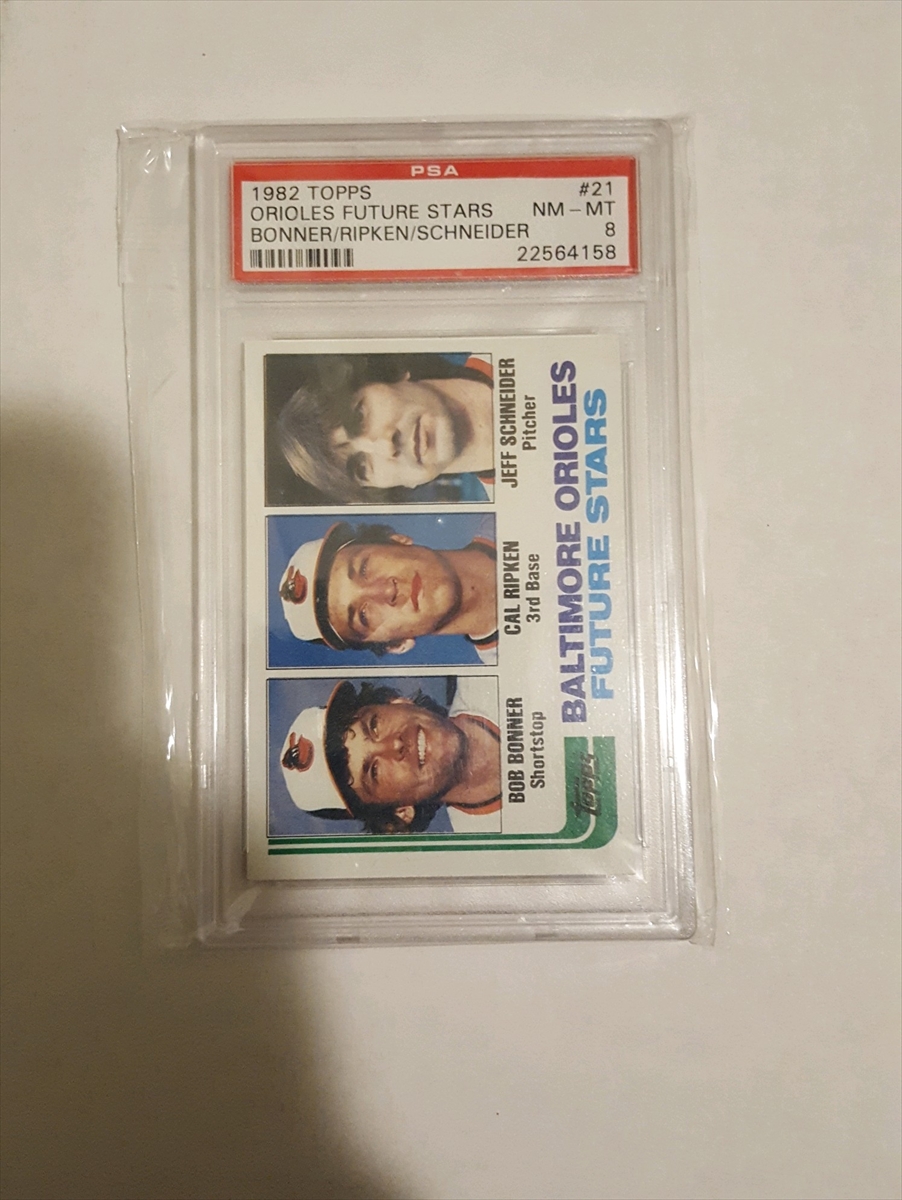 PSA
1982 TOPPS #21
ORIOLES FUTURE STARS NM - MT
BONNER/RIPKEN/SCHNEIDER 8
22564158
BOB BONNER
Shortstop
CAL RIPKEN
3rd Base
JEFF SCHNEIDER
Pitcher
Topps
BALTIMORE ORIOLES
FUTURE STARS